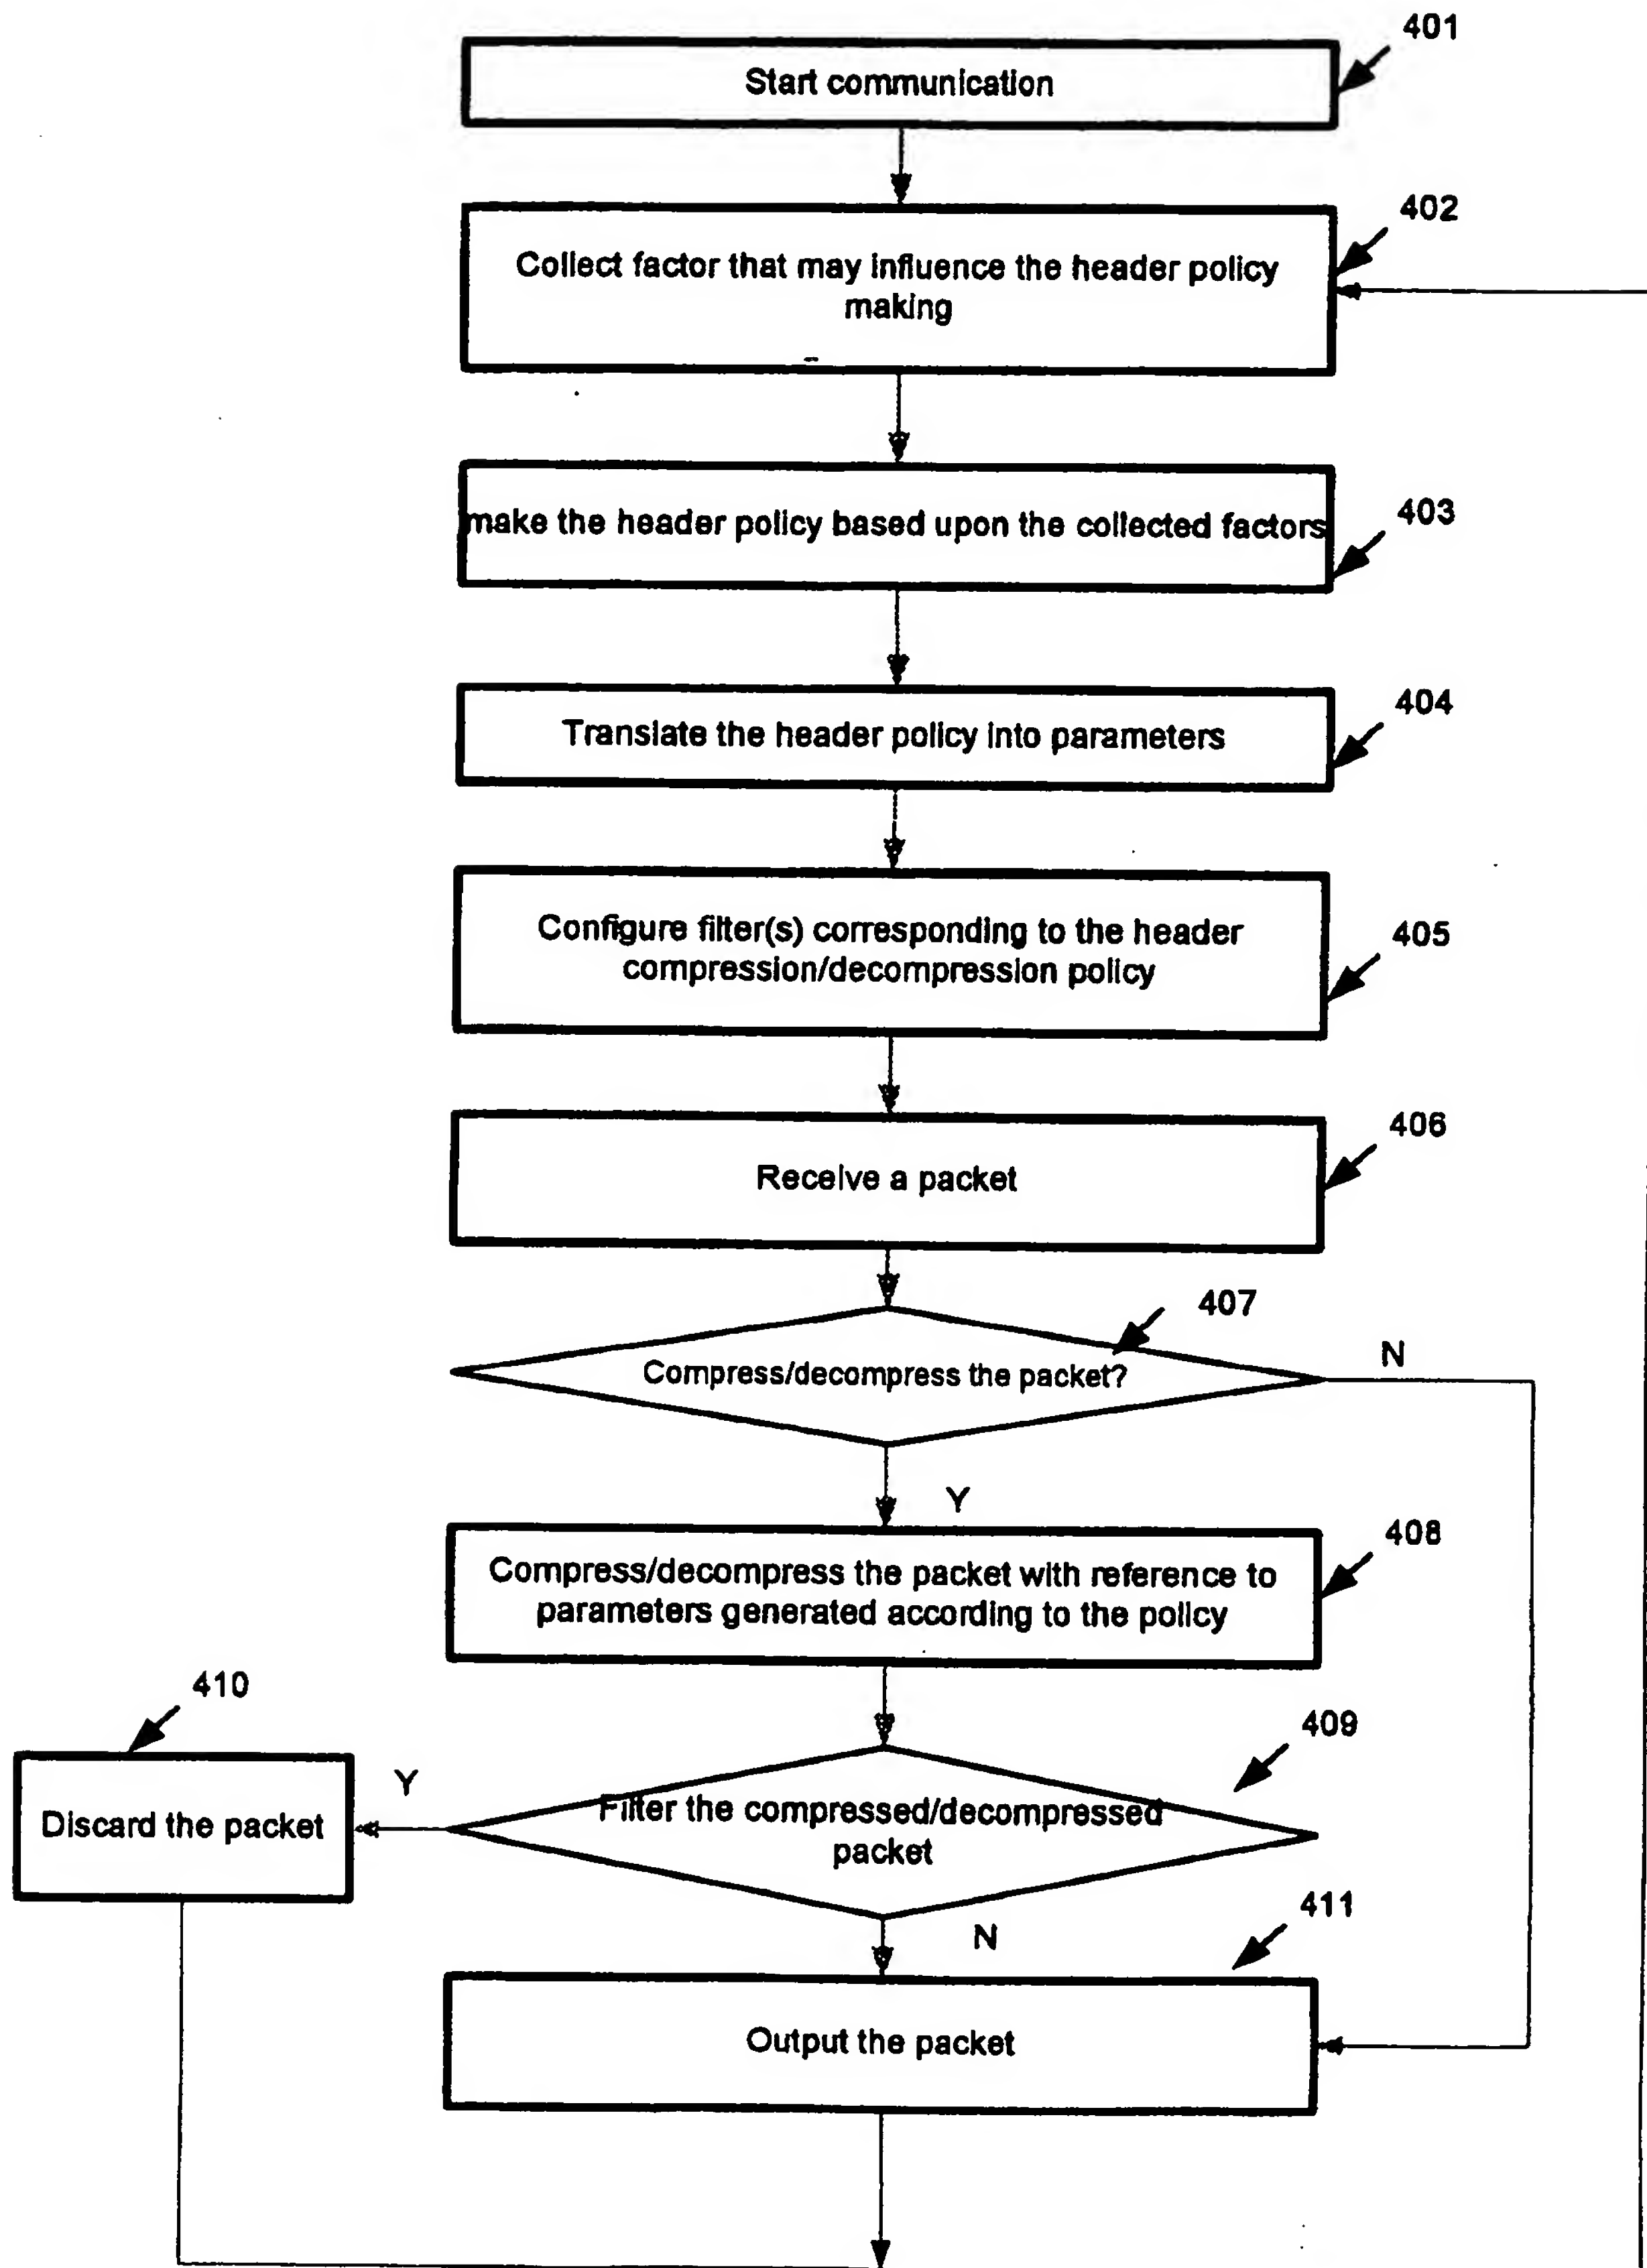 401
Start communication
402
Collect factor that may influence the header policy
making
403
make the header policy based upon the collected factors
404
Translate the header policy into parameters
405
Configure filter(s) corresponding to the header
compression/decompression policy
406
Receive a packet
407
N
Compress/decompress the packet?
Y
408
Compress/decompress the packet with reference to
parameters generated according to the policy
410
409
Y
Discard the packet
Filter the compressed/decompressed
packet
411
N
Output the packet